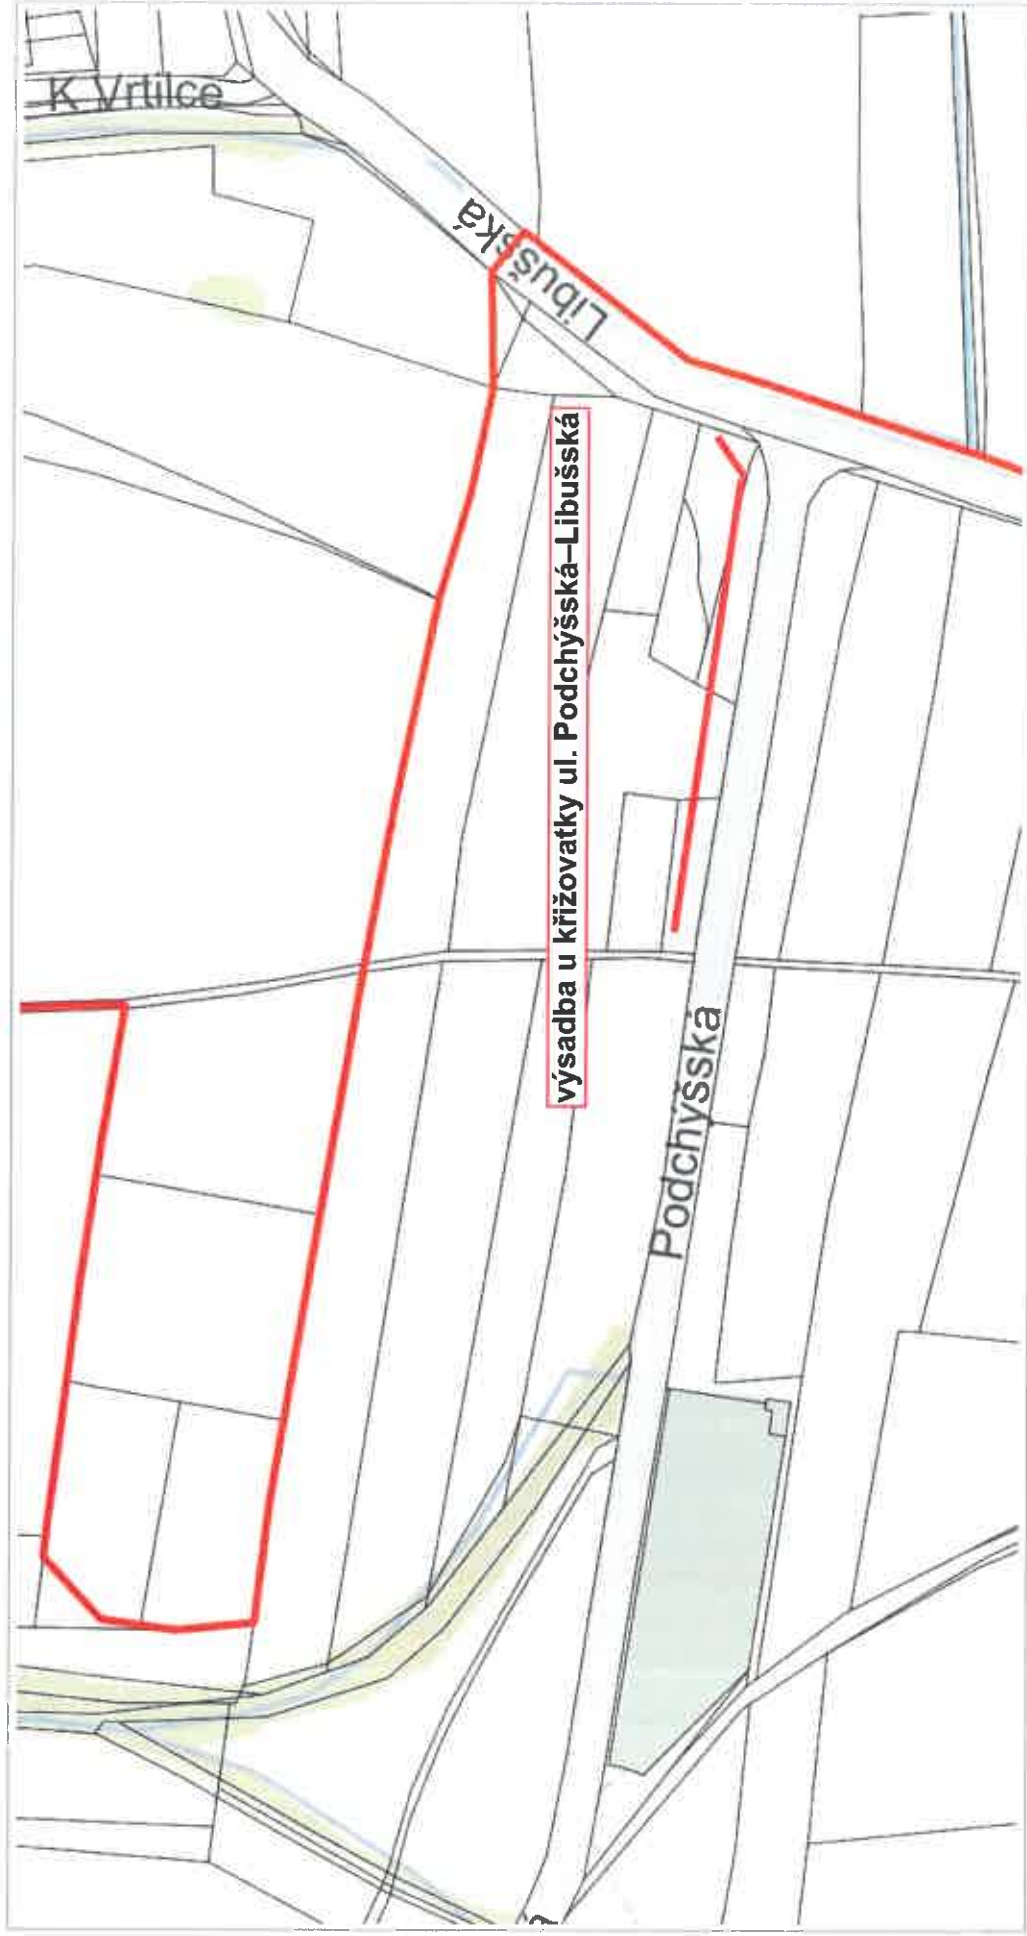 K Vrtilce
Libušská
výsadba u křižovatky ul. Podchýšská–Libušská
Podchýšská